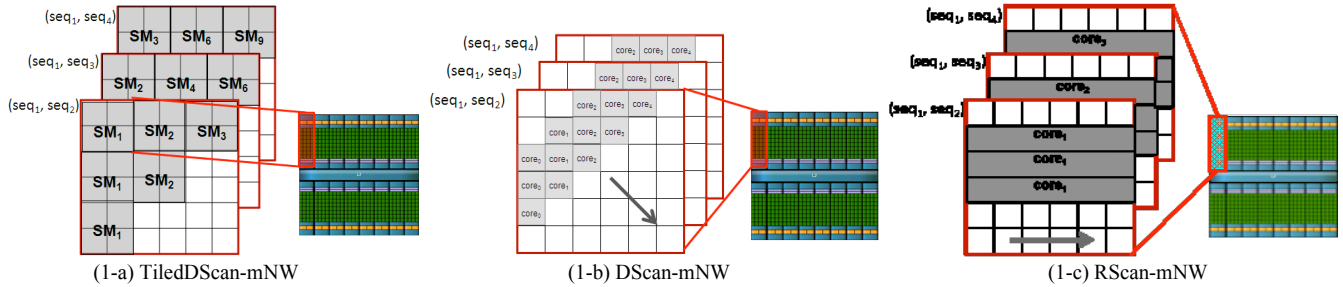 (seq₁, seq₄)
SM₃ SM₆ SM₉
(seq₁, seq₃)
SM₂ SM₄ SM₆
(seq₁, seq₂)
SM₁ SM₂ SM₃
SM₁ SM₂
SM₁
(1-a) TiledDScan-mNW
(seq₁, seq₄)
core₂ core₃ core₄
(seq₁, seq₃)
core₂ core₃ core₄
(seq₁, seq₂)
core₂ core₃ core₄
core₁ core₂ core₃
core₀ core₁ core₂
core₀ core₁
core₀
(1-b) DScan-mNW
(seq₁, seq₄)
core₃
(seq₁, seq₃)
core₂
(seq₁, seq₂)
core₁
core₁
core₁
(1-c) RScan-mNW